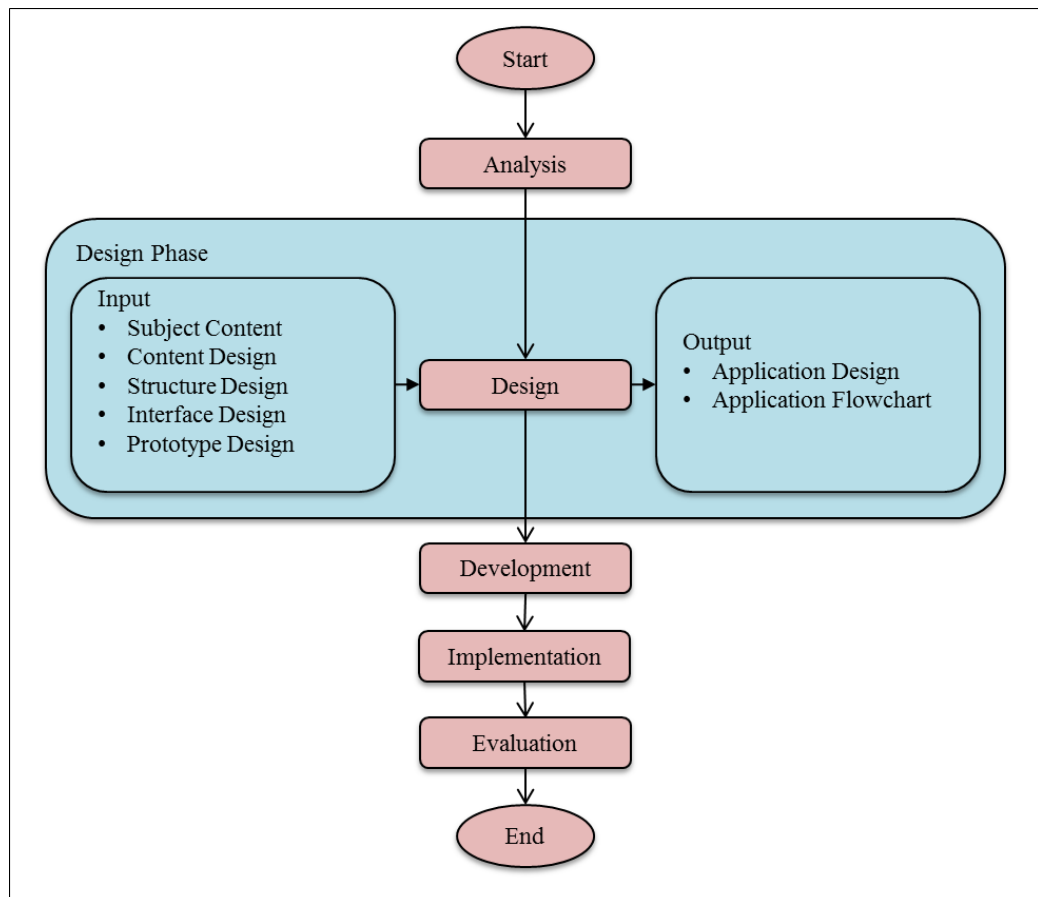 Start
Analysis
Design Phase
Input
• Subject Content
• Content Design
• Structure Design
• Interface Design
• Prototype Design
Design
Output
• Application Design
• Application Flowchart
Development
Implementation
Evaluation
End